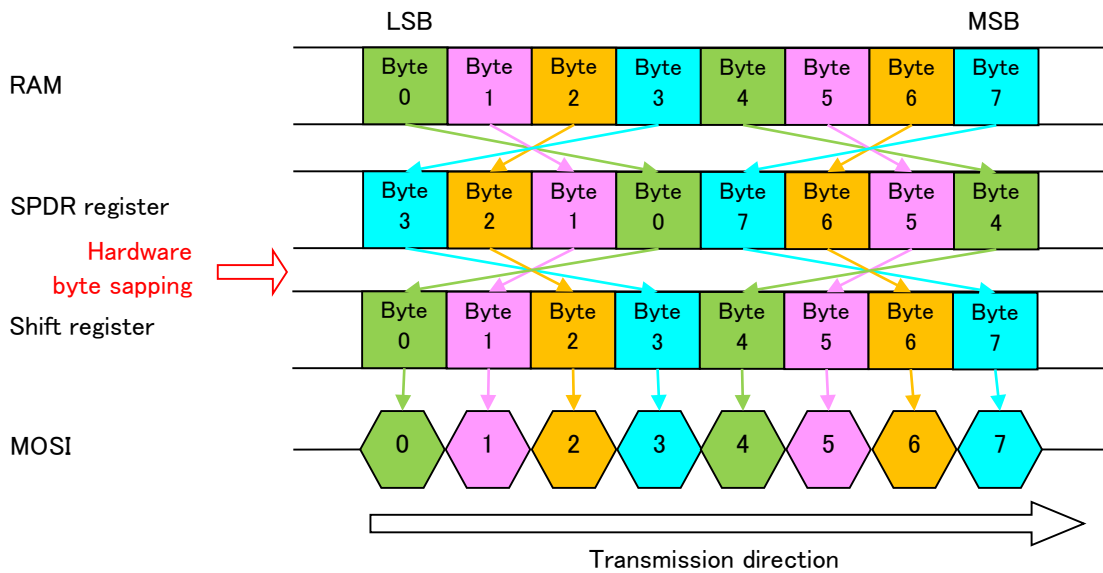 LSB MSB
RAM
Byte Byte Byte Byte Byte Byte Byte Byte
0 1 2 3 4 5 6 7
SPDR register
Byte Byte Byte Byte Byte Byte Byte Byte
3 2 1 0 7 6 5 4
Hardware
byte sapping
Shift register
Byte Byte Byte Byte Byte Byte Byte Byte
0 1 2 3 4 5 6 7
MOSI
0 1 2 3 4 5 6 7
Transmission direction